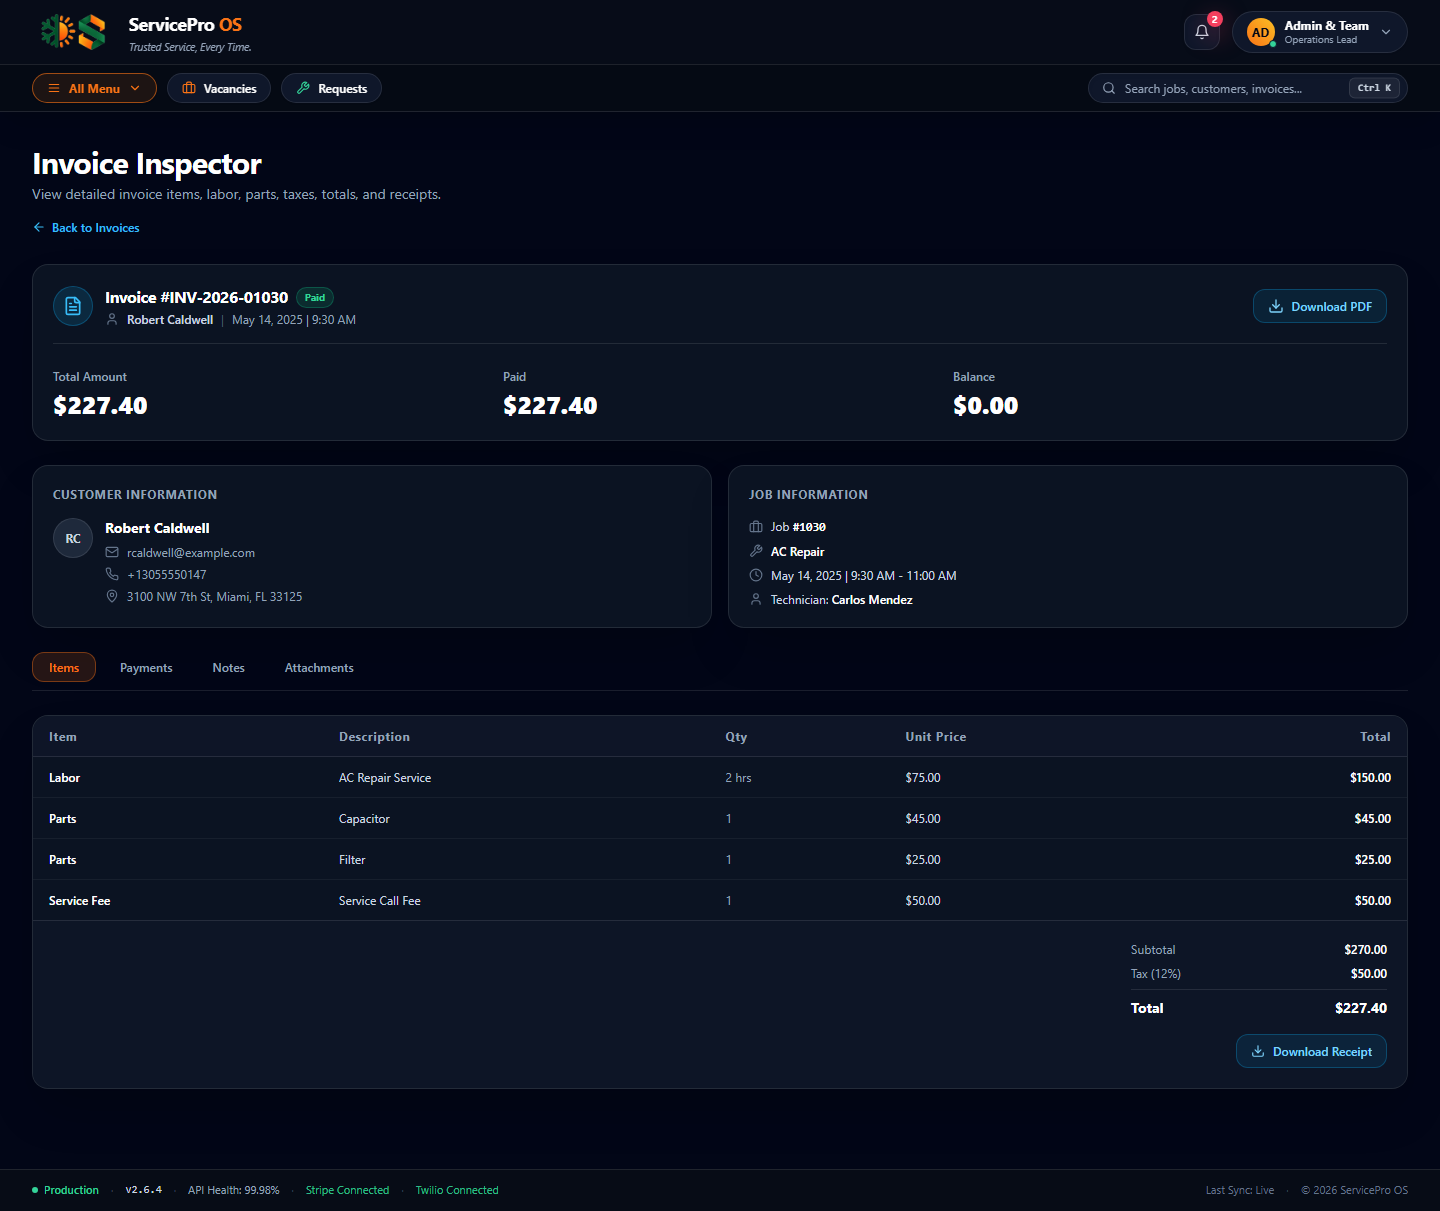 ServicePro OS
Trusted Service, Every Time.
2
AD
Admin & Team
Operations Lead
All Menu
Vacancies
Requests
Search jobs, customers, invoices...
Ctrl K
Invoice Inspector
View detailed invoice items, labor, parts, taxes, totals, and receipts.
Back to Invoices
Invoice #INV-2026-01030 Paid
Robert Caldwell | May 14, 2025 | 9:30 AM
Download PDF
Total Amount
$227.40
Paid
$227.40
Balance
$0.00
CUSTOMER INFORMATION
RC
Robert Caldwell
rcaldwell@example.com
+13055550147
3100 NW 7th St, Miami, FL 33125
JOB INFORMATION
Job #1030
AC Repair
May 14, 2025 | 9:30 AM - 11:00 AM
Technician: Carlos Mendez
Items Payments Notes Attachments
Item Description Qty Unit Price Total
Labor AC Repair Service 2 hrs $75.00 $150.00
Parts Capacitor 1 $45.00 $45.00
Parts Filter 1 $25.00 $25.00
Service Fee Service Call Fee 1 $50.00 $50.00
Subtotal $270.00
Tax (12%) $50.00
Total $227.40
Download Receipt
Production · v2.6.4 · API Health: 99.98% · Stripe Connected · Twilio Connected
Last Sync: Live · © 2026 ServicePro OS